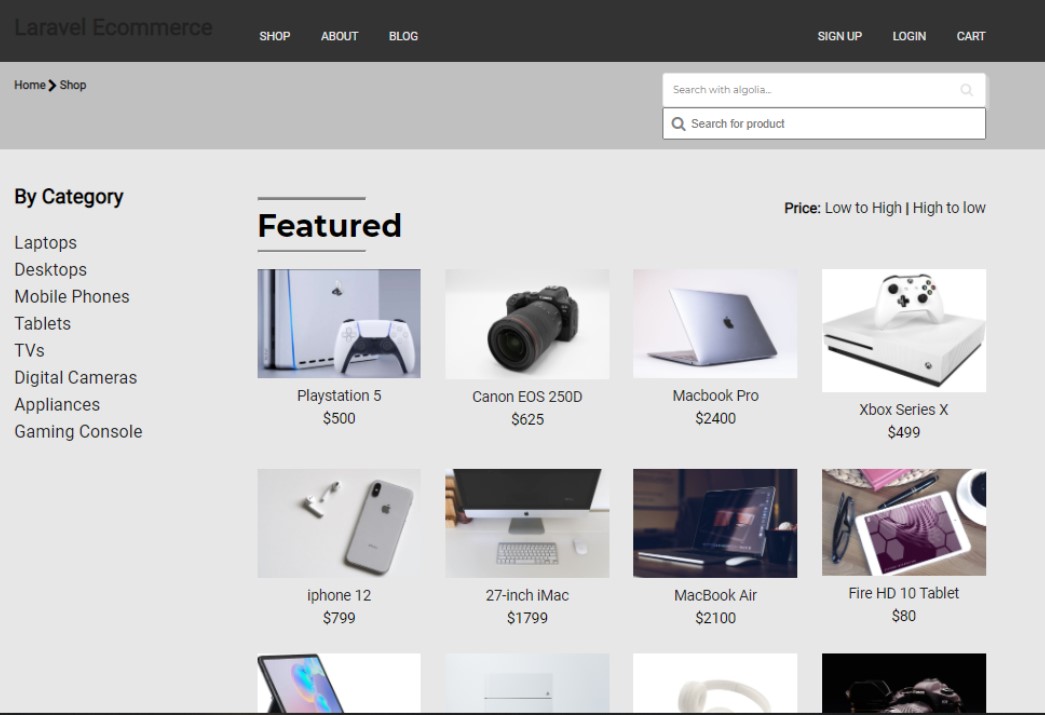 Laravel Ecommerce
SHOP ABOUT BLOG SIGN UP LOGIN CART
Home Shop
Search with algolia...
Search for product
By Category
Laptops
Desktops
Mobile Phones
Tablets
TVs
Digital Cameras
Appliances
Gaming Console
Featured
Price: Low to High | High to low
Playstation 5
$500
Canon EOS 250D
$625
Macbook Pro
$2400
Xbox Series X
$499
iphone 12
$799
27-inch iMac
$1799
MacBook Air
$2100
Fire HD 10 Tablet
$80